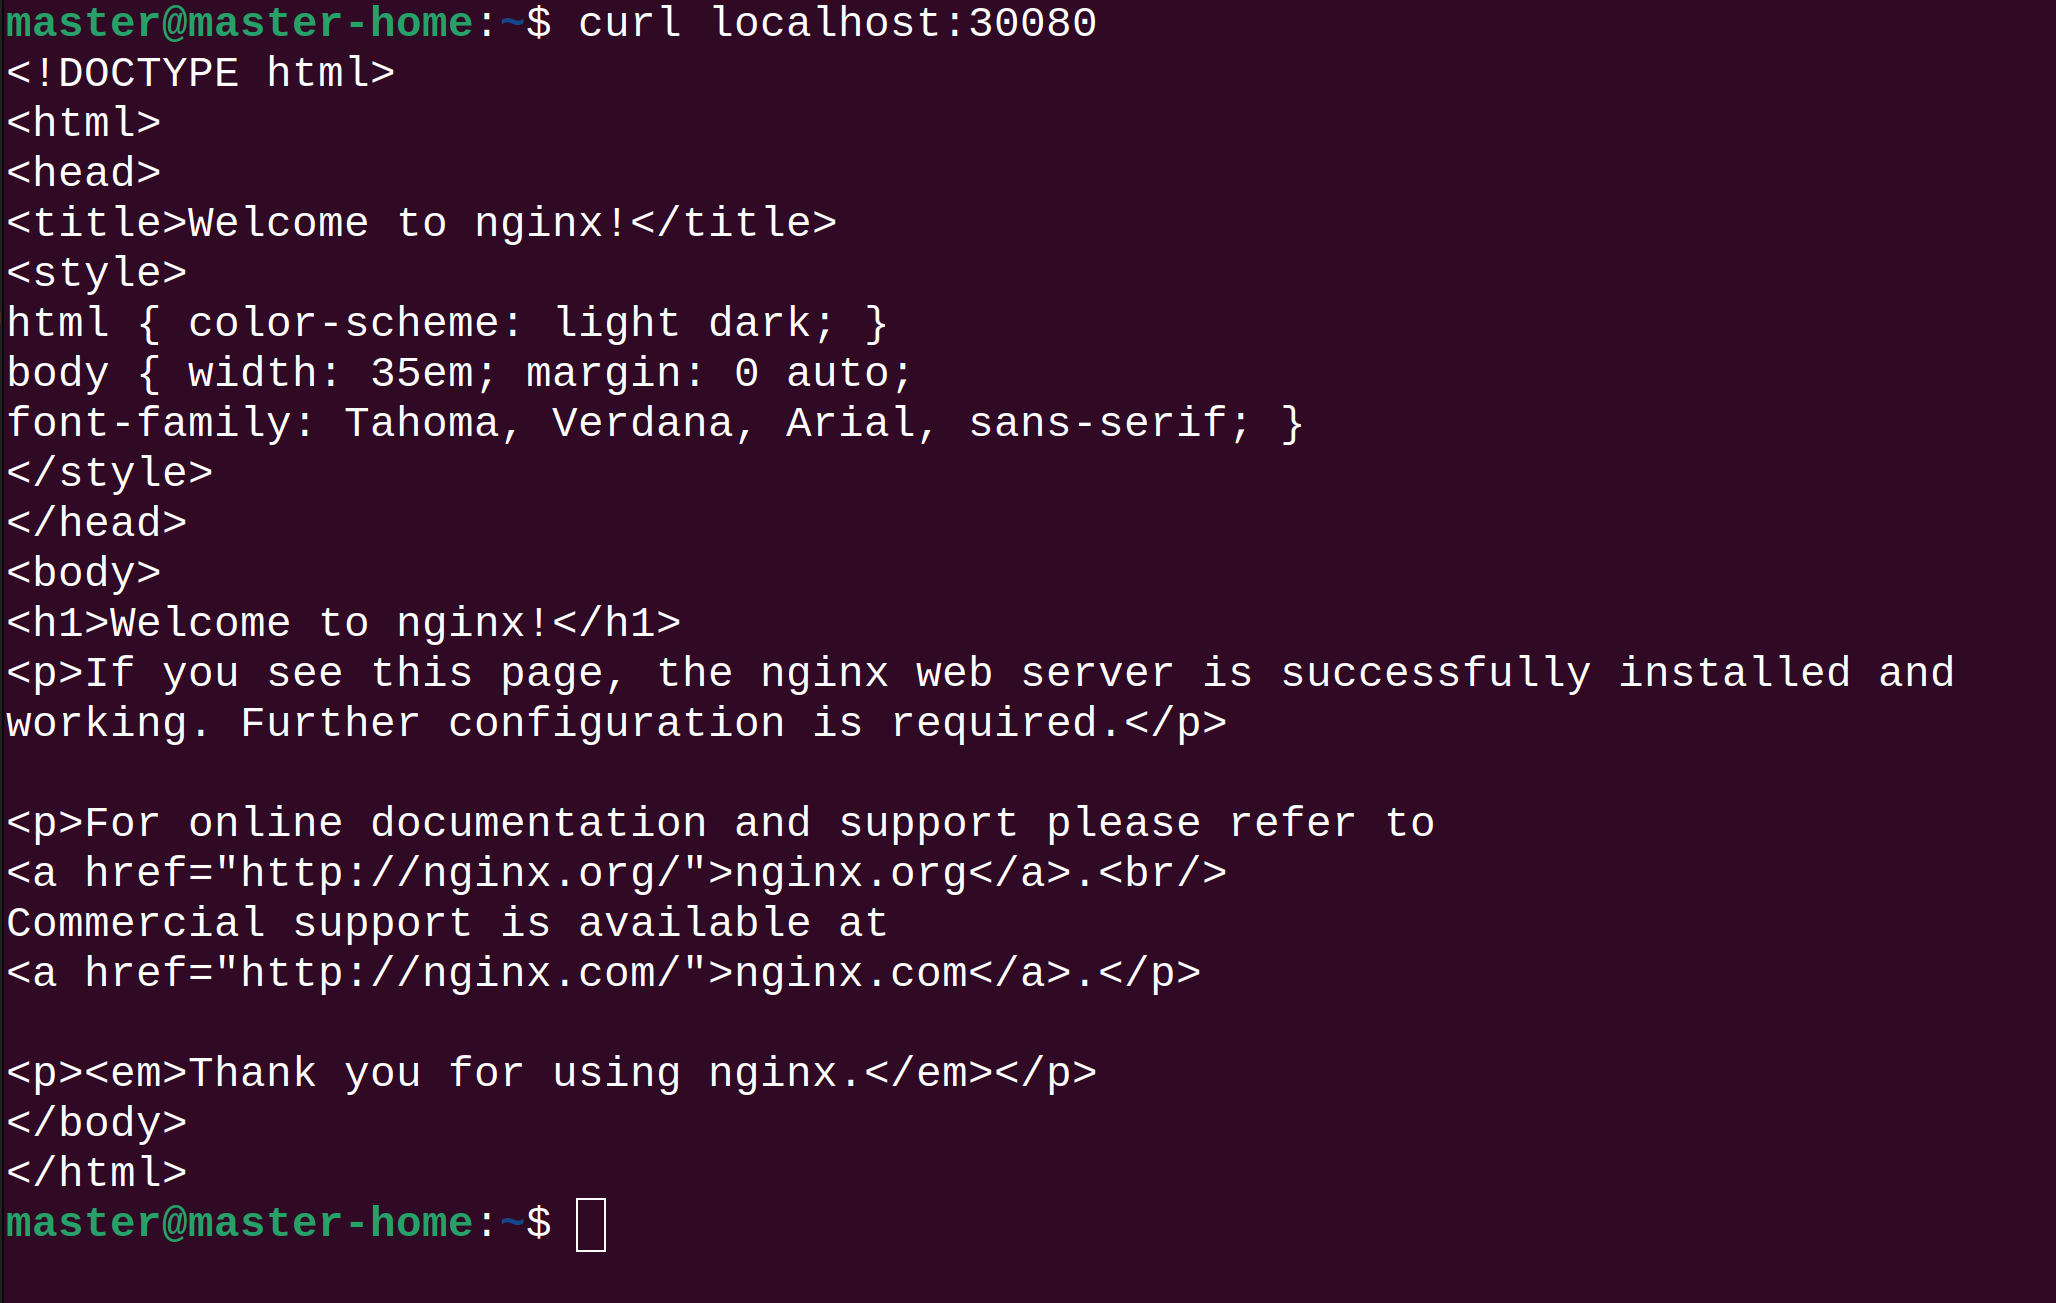 master@master-home:~$ curl localhost:30080
<!DOCTYPE html>
<html>
<head>
<title>Welcome to nginx!</title>
<style>
html { color-scheme: light dark; }
body { width: 35em; margin: 0 auto;
font-family: Tahoma, Verdana, Arial, sans-serif; }
</style>
</head>
<body>
<h1>Welcome to nginx!</h1>
<p>If you see this page, the nginx web server is successfully installed and
working. Further configuration is required.</p>

<p>For online documentation and support please refer to
<a href="http://nginx.org/">nginx.org</a>.<br/>
Commercial support is available at
<a href="http://nginx.com/">nginx.com</a>.</p>

<p><em>Thank you for using nginx.</em></p>
</body>
</html>
master@master-home:~$